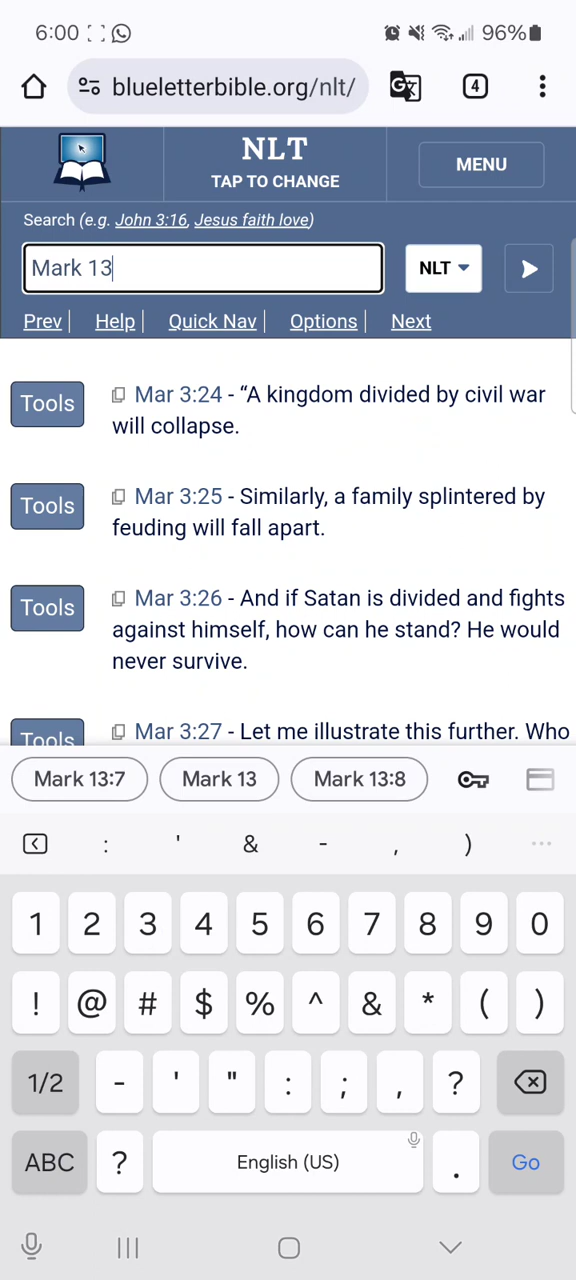 6:00
96%
blueletterbible.org/nlt/
4
NLT
TAP TO CHANGE
MENU
Search (e.g. John 3:16, Jesus faith love)
Mark 13
NLT
Prev | Help | Quick Nav | Options | Next
Tools
Mar 3:24 - “A kingdom divided by civil war
will collapse.
Tools
Mar 3:25 - Similarly, a family splintered by
feuding will fall apart.
Tools
Mar 3:26 - And if Satan is divided and fights
against himself, how can he stand? He would
never survive.
Tools
Mar 3:27 - Let me illustrate this further. Who
Mark 13:7 Mark 13 Mark 13:8
: ' & - , ) ...
1 2 3 4 5 6 7 8 9 0
! @ # $ % ^ & * ( )
1/2 - ' " : ; , ?
ABC ? English (US) . Go